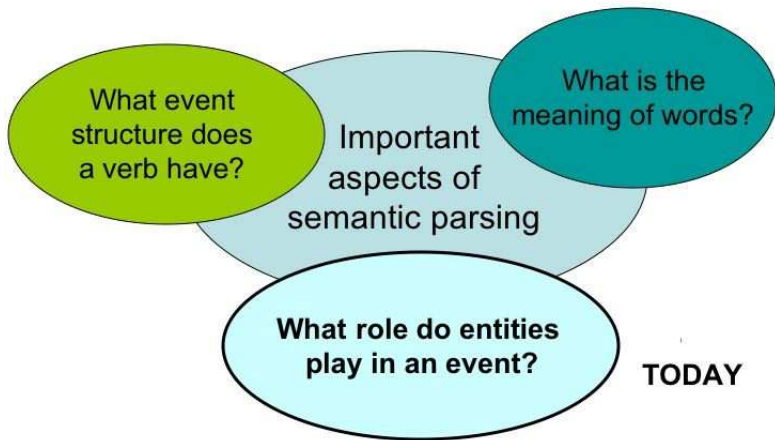 What event
structure does
a verb have?
What is the
meaning of words?
Important
aspects of
semantic parsing
What role do entities
play in an event?
TODAY